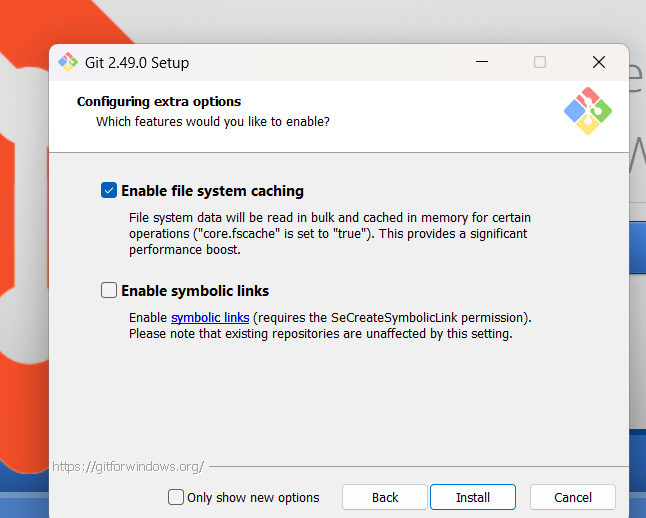 Git 2.49.0 Setup
Configuring extra options
Which features would you like to enable?
Enable file system caching
File system data will be read in bulk and cached in memory for certain
operations ("core.fscache" is set to "true"). This provides a significant
performance boost.
Enable symbolic links
Enable symbolic links (requires the SeCreateSymbolicLink permission).
Please note that existing repositories are unaffected by this setting.
https://gitforwindows.org/
Only show new options
Back
Install
Cancel